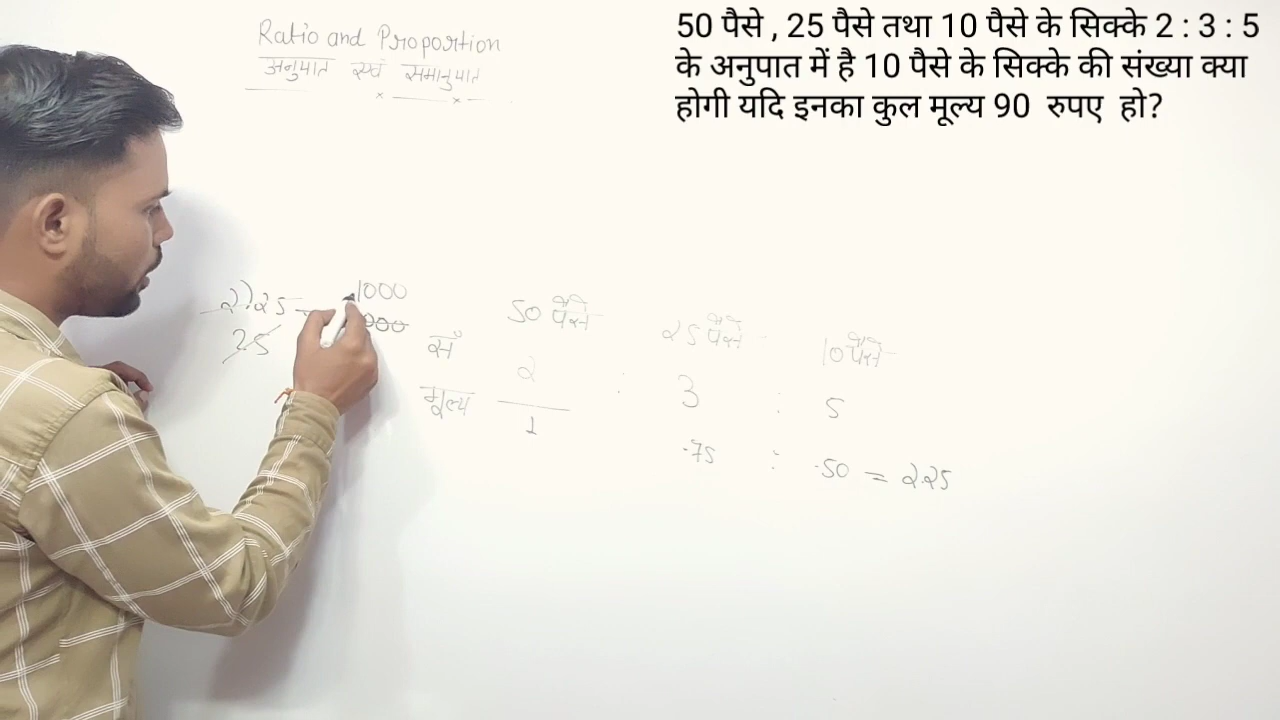 Ratio and Proportion
अनुपात एवं समानुपात
50 पैसे , 25 पैसे तथा 10 पैसे के सिक्के 2 : 3 : 5
के अनुपात में है 10 पैसे के सिक्के की संख्या क्या
होगी यदि इनका कुल मूल्य 90 रुपए हो?
50 पैसे 25 पैसे 10 पैसे
सं 2 : 3 : 5
मूल्य 1 .75 : .50 = 2.25
2.25
1000
25